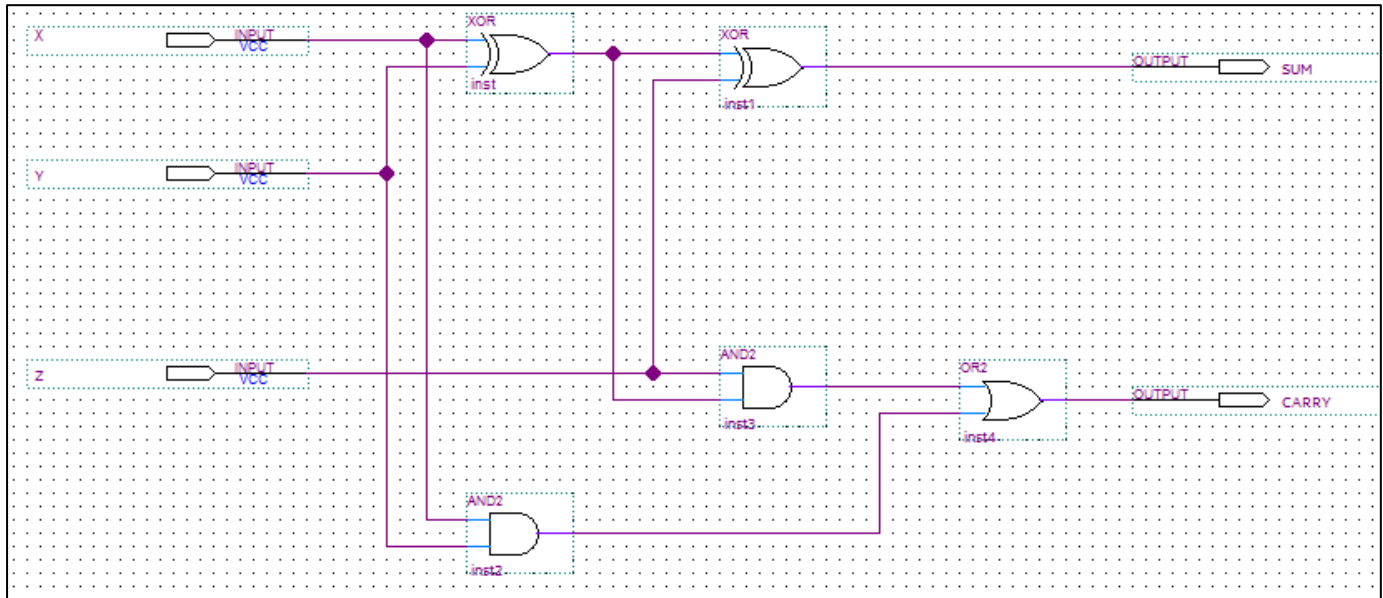 XOR
X
INPUT
VCC
inst
XOR
inst1
OUTPUT
SUM
Y
INPUT
VCC
Z
INPUT
VCC
AND2
inst3
OR2
inst4
OUTPUT
CARRY
AND2
inst2